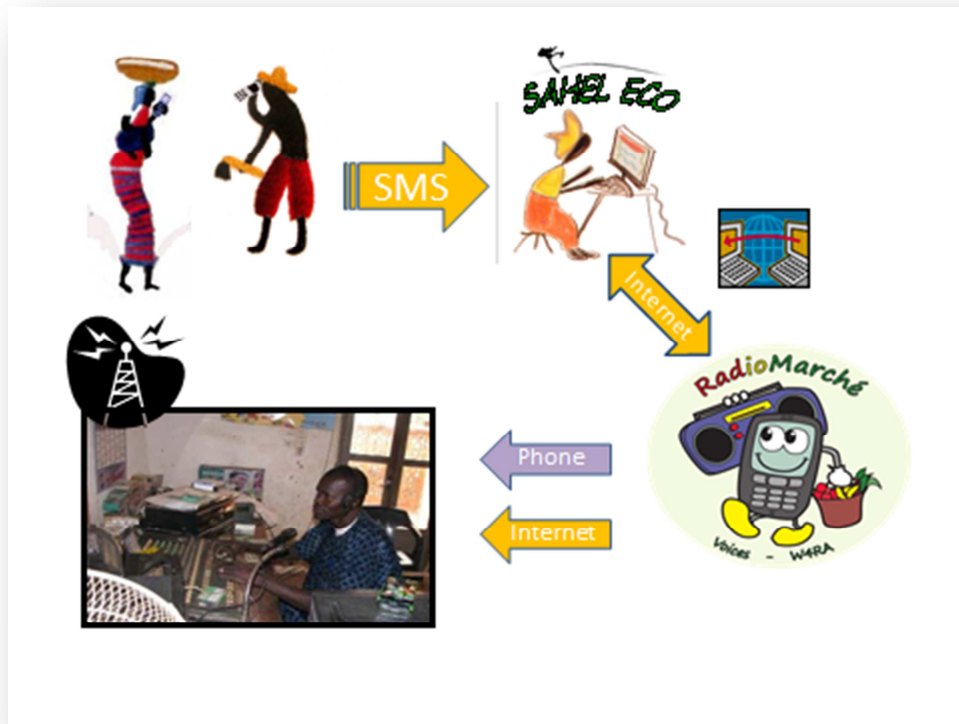 SAHEL ECO
SMS
Internet
RadioMarché
Phone
Internet
Voices - W4RA